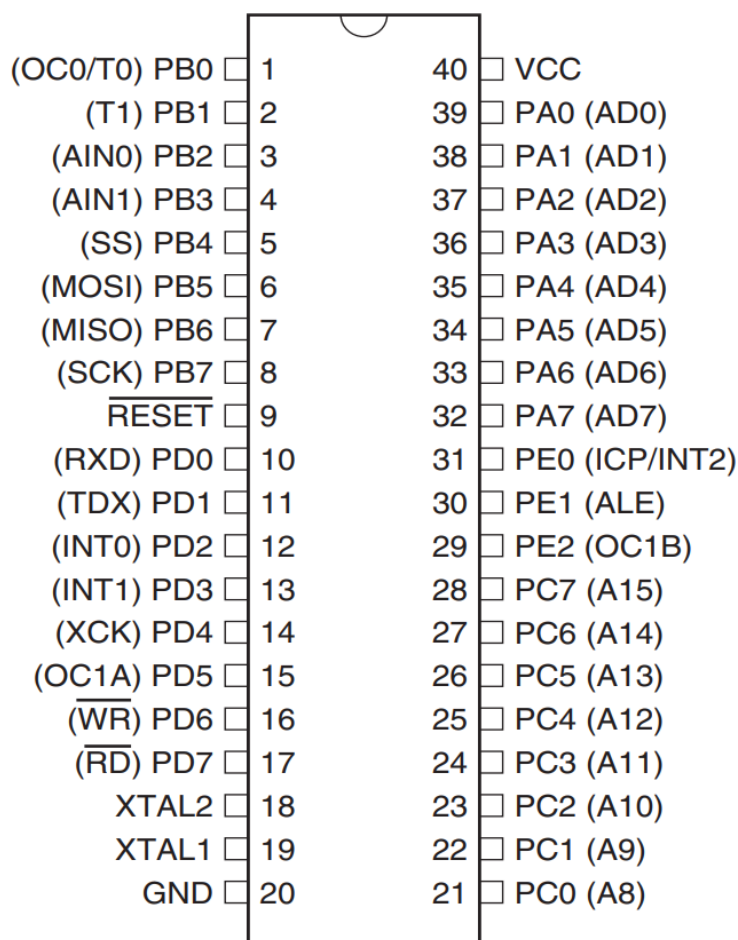 (OC0/T0) PB0 1 40 VCC
(T1) PB1 2 39 PA0 (AD0)
(AIN0) PB2 3 38 PA1 (AD1)
(AIN1) PB3 4 37 PA2 (AD2)
(SS) PB4 5 36 PA3 (AD3)
(MOSI) PB5 6 35 PA4 (AD4)
(MISO) PB6 7 34 PA5 (AD5)
(SCK) PB7 8 33 PA6 (AD6)
RESET 9 32 PA7 (AD7)
(RXD) PD0 10 31 PE0 (ICP/INT2)
(TDX) PD1 11 30 PE1 (ALE)
(INT0) PD2 12 29 PE2 (OC1B)
(INT1) PD3 13 28 PC7 (A15)
(XCK) PD4 14 27 PC6 (A14)
(OC1A) PD5 15 26 PC5 (A13)
(WR) PD6 16 25 PC4 (A12)
(RD) PD7 17 24 PC3 (A11)
XTAL2 18 23 PC2 (A10)
XTAL1 19 22 PC1 (A9)
GND 20 21 PC0 (A8)